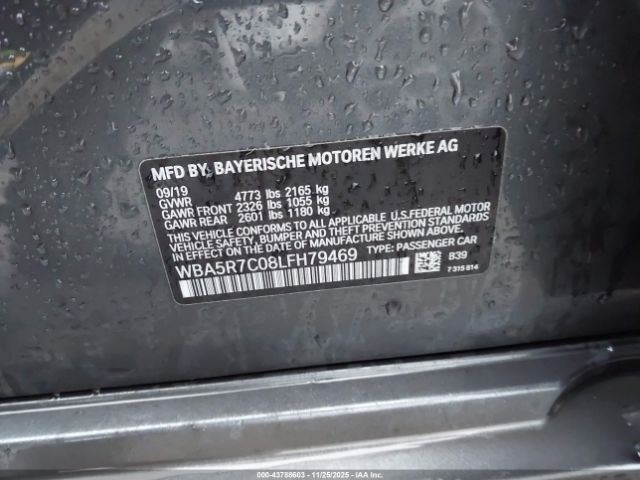 MFD BY: BAYERISCHE MOTOREN WERKE AG
09/19
GVWR 4773 lbs 2165 kg
GAWR FRONT 2326 lbs 1055 kg
GAWR REAR 2601 lbs 1180 kg
THIS VEHICLE CONFORMS TO ALL APPLICABLE U.S.FEDERAL MOTOR
VEHICLE SAFETY, BUMPER, AND THEFT PREVENTION STANDARDS
IN EFFECT ON THE DATE OF MANUFACTURE SHOWN ABOVE.
WBA5R7C08LFH79469 TYPE: PASSENGER CAR
B39
7 315 814
000-43788603 - 11/25/2025 - IAA Inc.